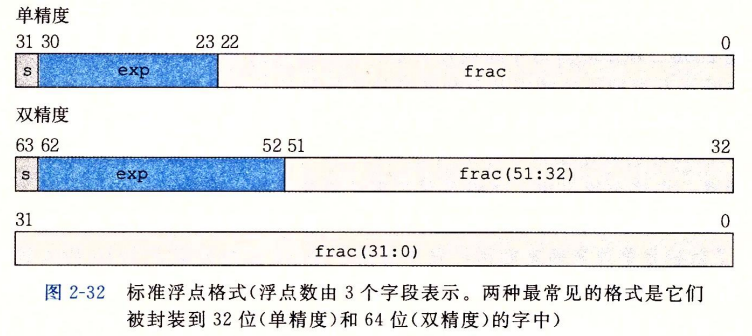 单精度
31 30 23 22 0
s exp frac
双精度
63 62 52 51 32
s exp frac(51:32)
31 0
frac(31:0)
图 2-32 标准浮点格式(浮点数由 3 个字段表示。两种最常见的格式是它们
被封装到 32 位(单精度)和 64 位(双精度)的字中)